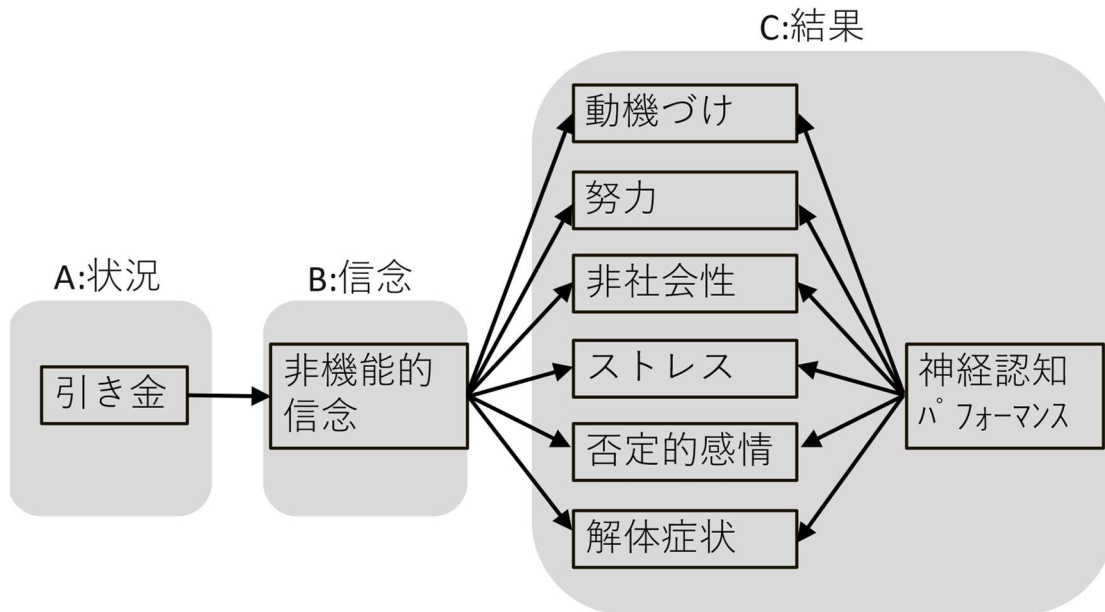 C:結果
動機づけ
努力
A:状況
B:信念
非社会性
引き金
非機能的
信念
ストレス
神経認知
パフォーマンス
否定的感情
解体症状